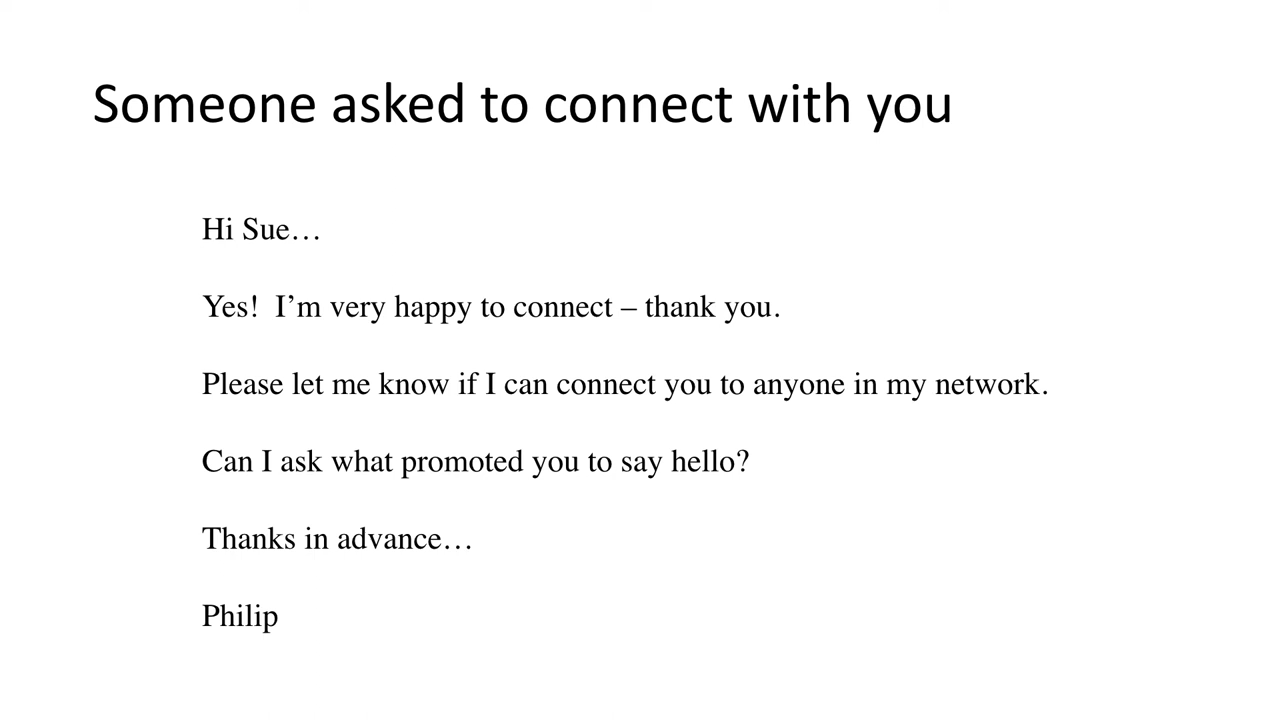 Someone asked to connect with you
Hi Sue…
Yes!  I’m very happy to connect – thank you.
Please let me know if I can connect you to anyone in my network.
Can I ask what promoted you to say hello?
Thanks in advance…
Philip